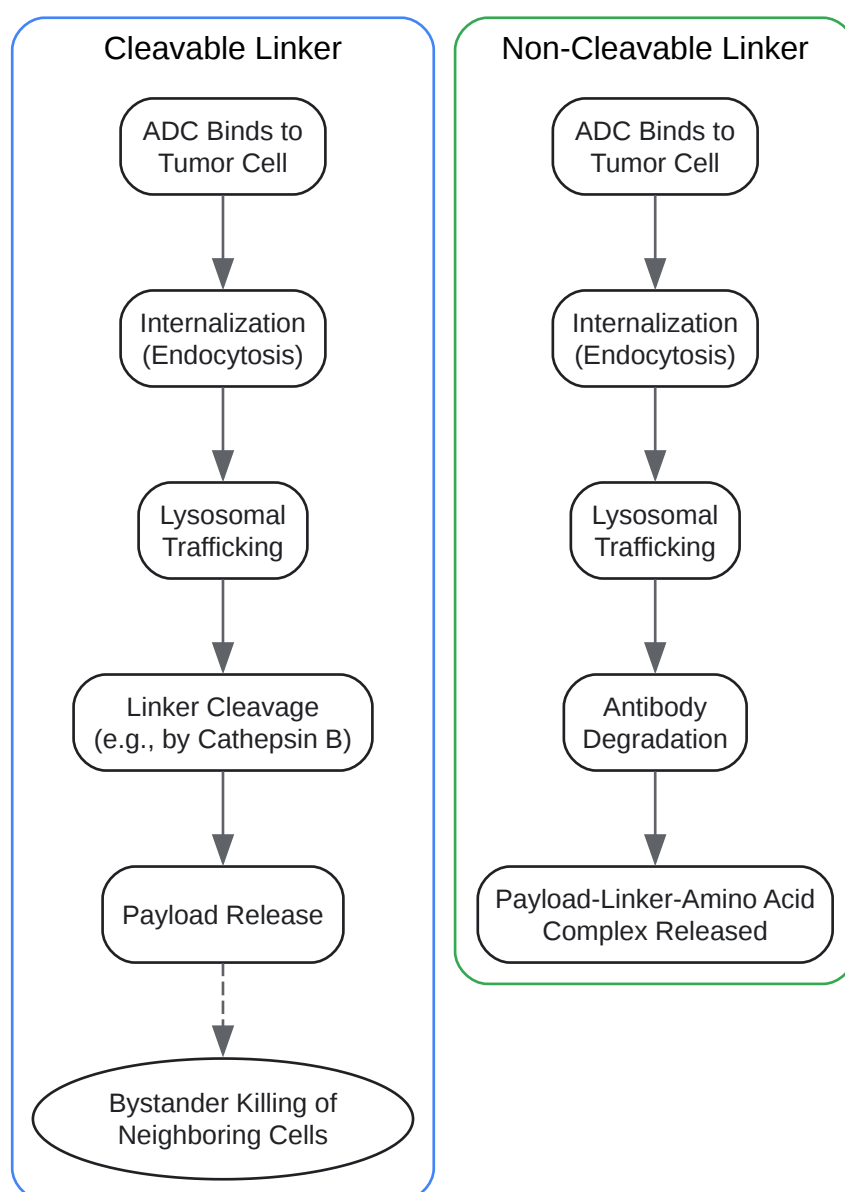 Cleavable Linker
ADC Binds to
Tumor Cell
Internalization
(Endocytosis)
Lysosomal
Trafficking
Linker Cleavage
(e.g., by Cathepsin B)
Payload Release
Bystander Killing of
Neighboring Cells
Non-Cleavable Linker
ADC Binds to
Tumor Cell
Internalization
(Endocytosis)
Lysosomal
Trafficking
Antibody
Degradation
Payload-Linker-Amino Acid
Complex Released